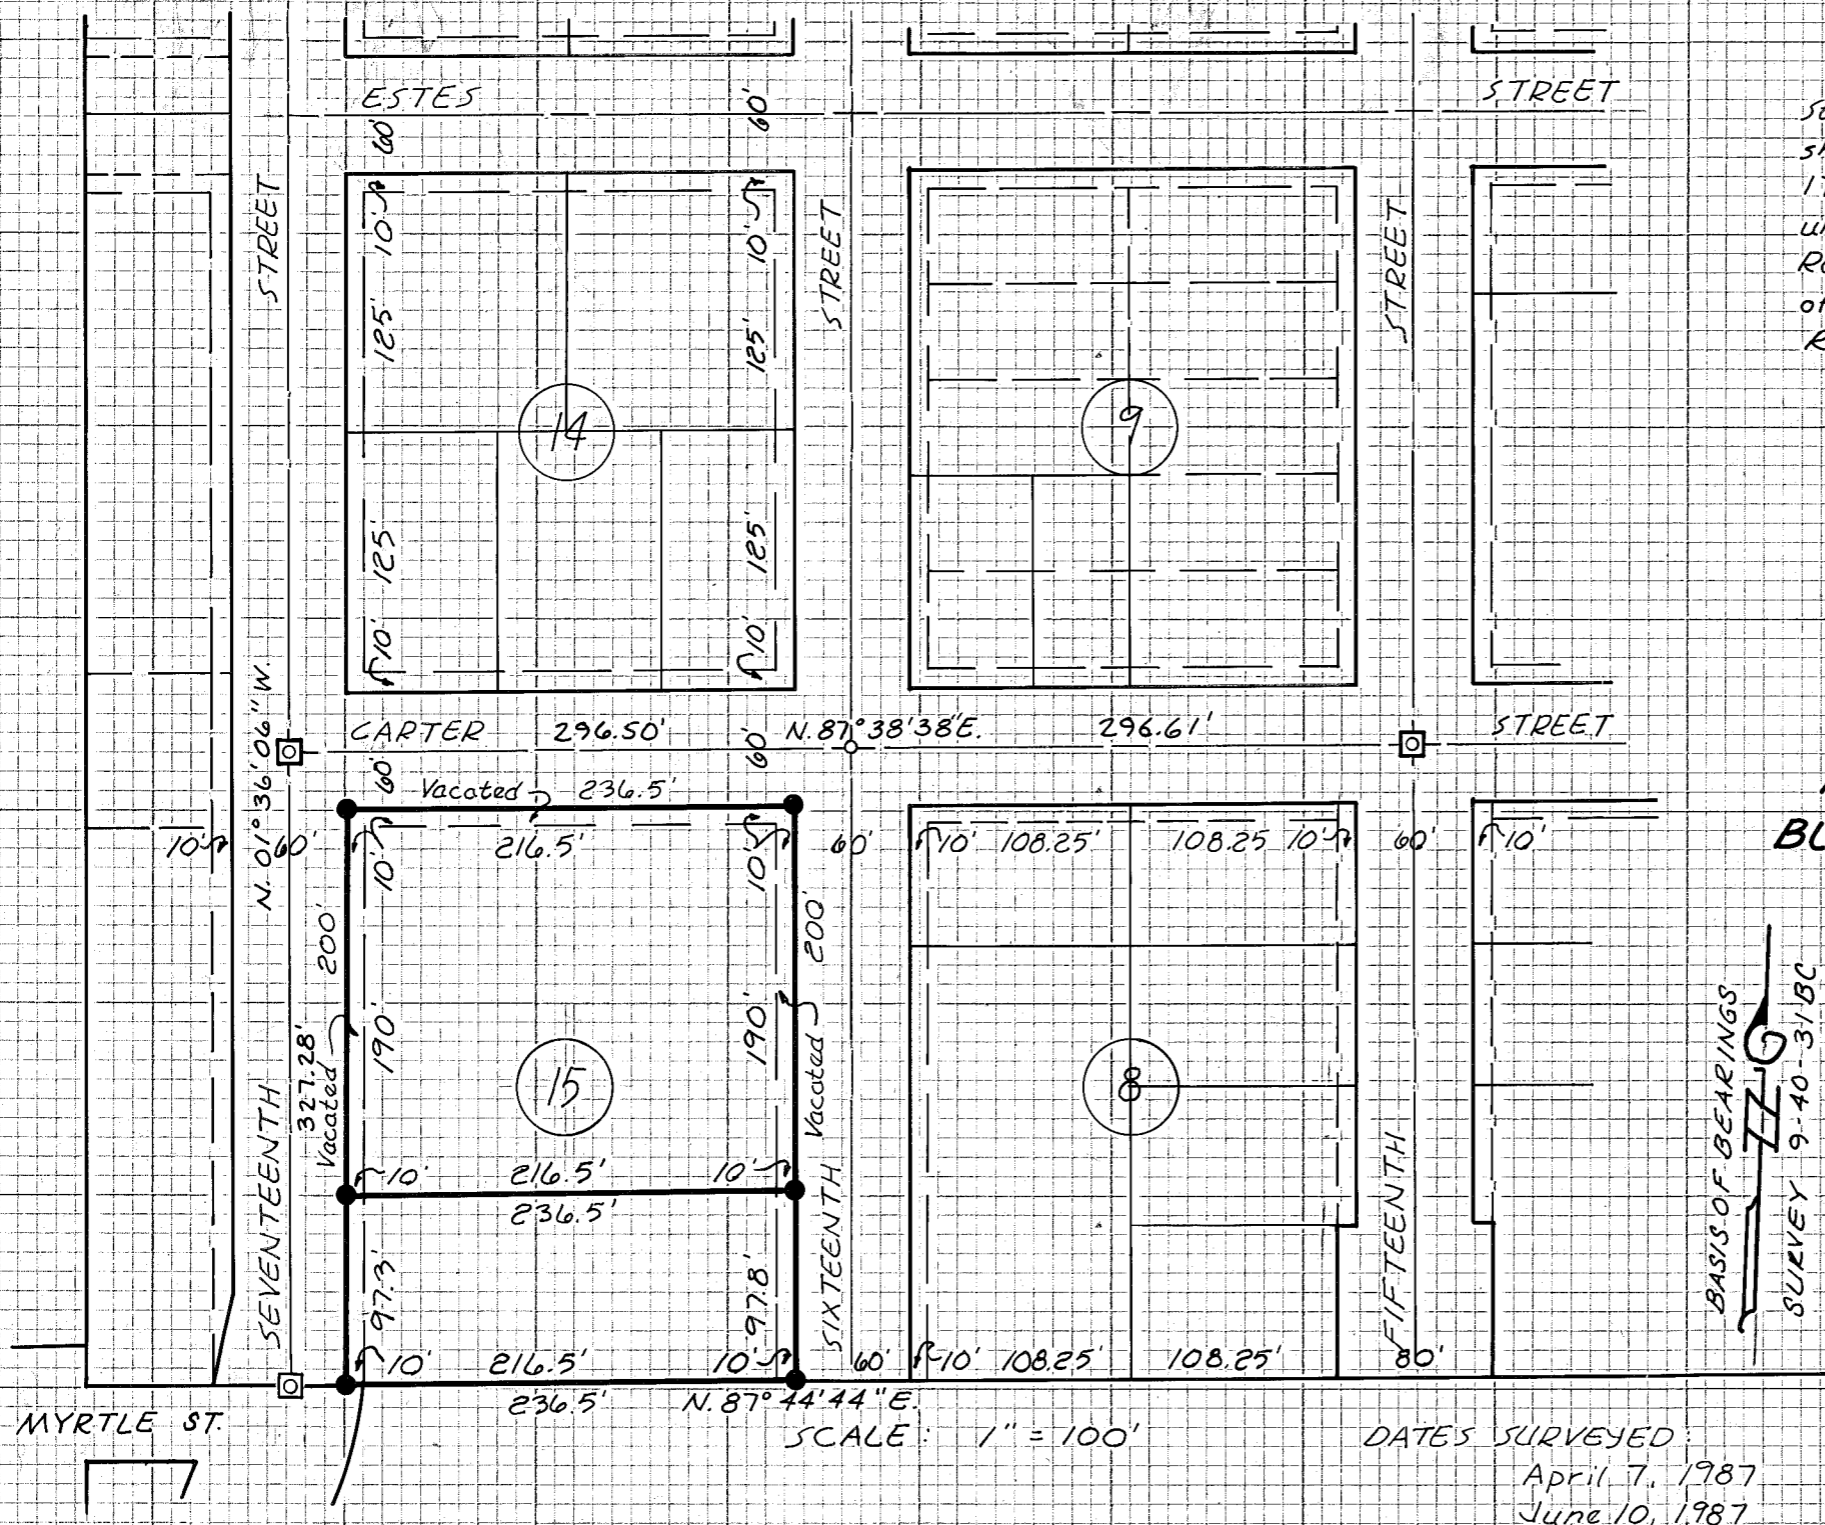 ESTES
60'
60'
STREET
10'
10'
STREET
STREET
STREET
125'
125'
14
9
125'
125'
10'
10'
N. 01° 36' 06" W.
CARTER 296.50' N. 87° 38' 38" E. 296.61' STREET
60'
60'
Vacated 236.5'
10' 60' 216.5' 60' 10' 108.25' 108.25' 10' 60' 10'
10'
10'
200'
200'
190'
190'
327.28'
Vacated
Vacated
15
8
10' 216.5' 10'
236.5'
SEVENTEENTH
97.3'
97.8'
SIXTEENTH
FIFTEENTH
10' 216.5' 10' 60' 10' 108.25' 108.25' 80'
236.5' N. 87° 44' 44" E.
MYRTLE ST.
SCALE: 1" = 100'
BASIS OF BEARINGS
SURVEY 9-40-31BC
DATES SURVEYED:
April 7, 1987
June 10, 1987